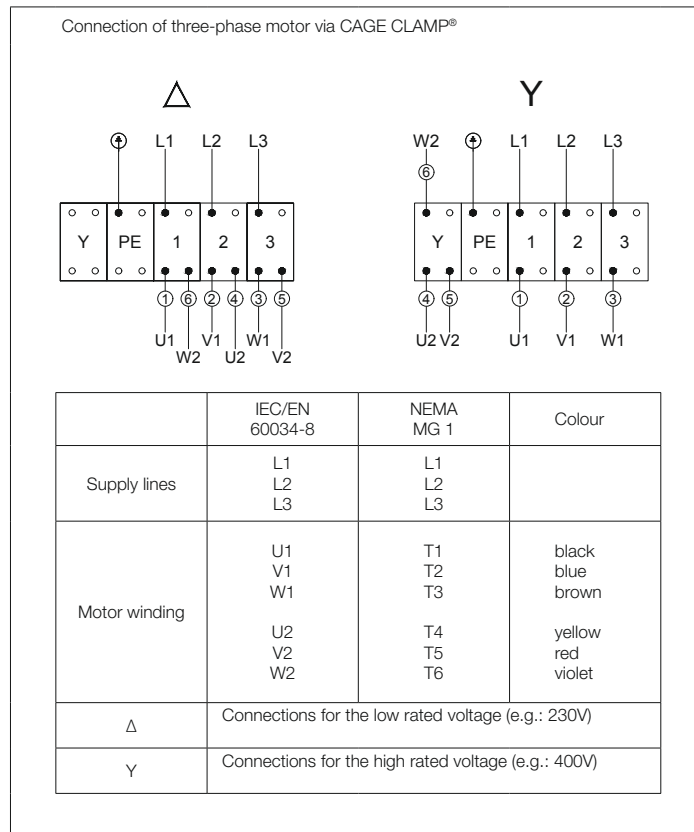 Connection of three-phase motor via CAGE CLAMP®
Δ
L1 L2 L3
Y PE 1 2 3
1 6 2 4 3 5
U1 V1 W1
W2 U2 V2
Y
W2 L1 L2 L3
6
Y PE 1 2 3
4 5 1 2 3
U2 V2 U1 V1 W1
IEC/EN NEMA Colour
60034-8 MG 1
Supply lines
L1 L1
L2 L2
L3 L3
Motor winding
U1 T1 black
V1 T2 blue
W1 T3 brown
U2 T4 yellow
V2 T5 red
W2 T6 violet
Δ Connections for the low rated voltage (e.g.: 230V)
Y Connections for the high rated voltage (e.g.: 400V)